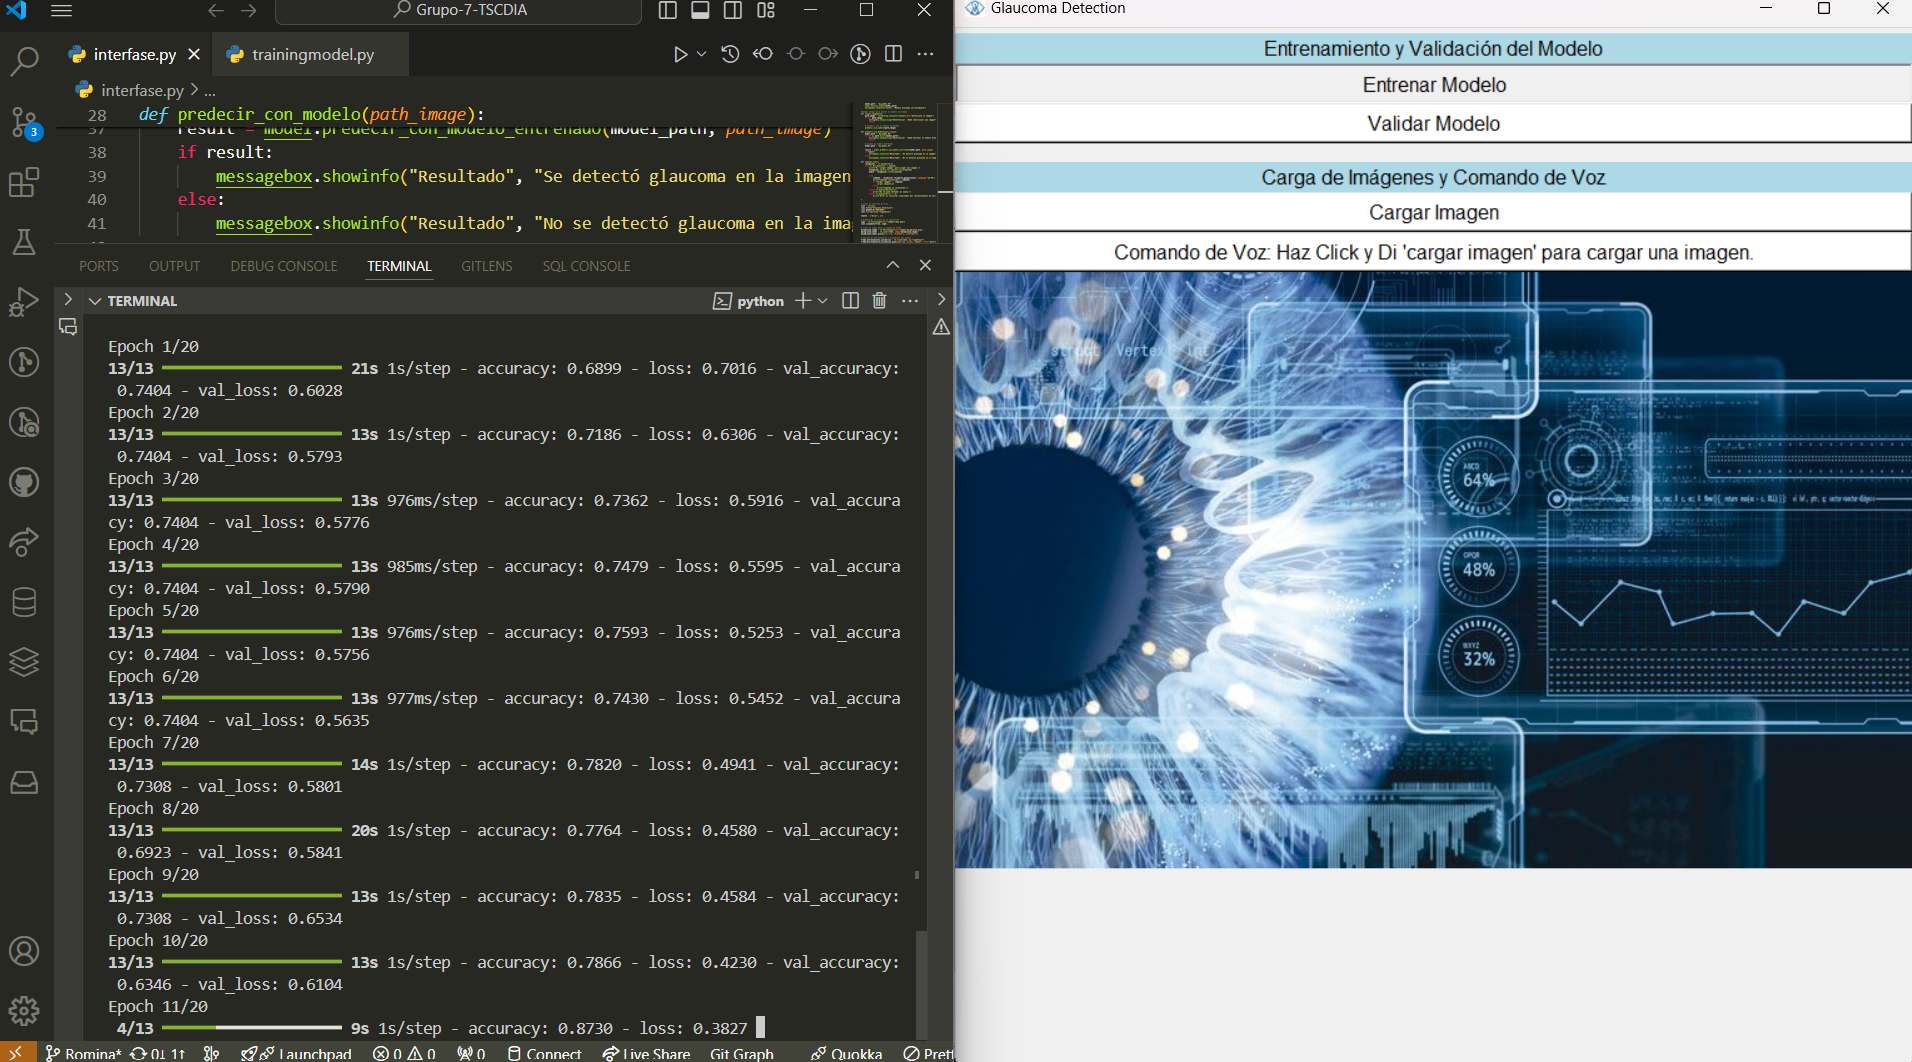 Grupo-7-TSCDIA
interfase.py
trainingmodel.py
interfase.py > ...
28 def predecir_con_modelo(path_image):
37 result = model.predecir_con_modelo_entrenado(model_path, path_image)
38 if result:
39 messagebox.showinfo("Resultado", "Se detectó glaucoma en la imagen
40 else:
41 messagebox.showinfo("Resultado", "No se detectó glaucoma en la ima
PORTS OUTPUT DEBUG CONSOLE TERMINAL GITLENS SQL CONSOLE
TERMINAL
python
Epoch 1/20
13/13 21s 1s/step - accuracy: 0.6899 - loss: 0.7016 - val_accuracy:
0.7404 - val_loss: 0.6028
Epoch 2/20
13/13 13s 1s/step - accuracy: 0.7186 - loss: 0.6306 - val_accuracy:
0.7404 - val_loss: 0.5793
Epoch 3/20
13/13 13s 976ms/step - accuracy: 0.7362 - loss: 0.5916 - val_accura
cy: 0.7404 - val_loss: 0.5776
Epoch 4/20
13/13 13s 985ms/step - accuracy: 0.7479 - loss: 0.5595 - val_accura
cy: 0.7404 - val_loss: 0.5790
Epoch 5/20
13/13 13s 976ms/step - accuracy: 0.7593 - loss: 0.5253 - val_accura
cy: 0.7404 - val_loss: 0.5756
Epoch 6/20
13/13 13s 977ms/step - accuracy: 0.7430 - loss: 0.5452 - val_accura
cy: 0.7404 - val_loss: 0.5635
Epoch 7/20
13/13 14s 1s/step - accuracy: 0.7820 - loss: 0.4941 - val_accuracy:
0.7308 - val_loss: 0.5801
Epoch 8/20
13/13 20s 1s/step - accuracy: 0.7764 - loss: 0.4580 - val_accuracy:
0.6923 - val_loss: 0.5841
Epoch 9/20
13/13 13s 1s/step - accuracy: 0.7835 - loss: 0.4584 - val_accuracy:
0.7308 - val_loss: 0.6534
Epoch 10/20
13/13 13s 1s/step - accuracy: 0.7866 - loss: 0.4230 - val_accuracy:
0.6346 - val_loss: 0.6104
Epoch 11/20
4/13 9s 1s/step - accuracy: 0.8730 - loss: 0.3827
3
Romina* 0↓ 1↑ Launchpad 0 0 0 Connect Live Share Git Graph Quokka Prett
Glaucoma Detection
Entrenamiento y Validación del Modelo
Entrenar Modelo
Validar Modelo
Carga de Imágenes y Comando de Voz
Cargar Imagen
Comando de Voz: Haz Click y Di 'cargar imagen' para cargar una imagen.
struct Vertex int
ABCD
64%
OPQR
48%
WXYZ
32%